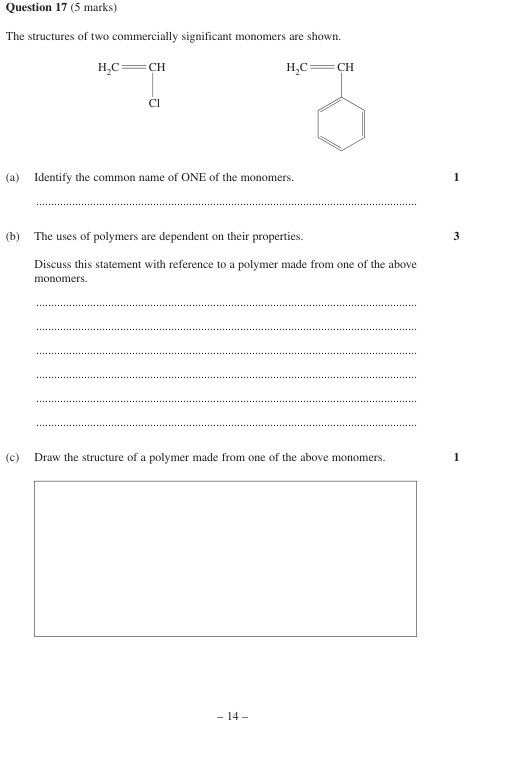 Question 17 (5 marks)
The structures of two commercially significant monomers are shown.
H₂C CH H₂C CH
Cl
(a) Identify the common name of ONE of the monomers. 1
(b) The uses of polymers are dependent on their properties. 3
Discuss this statement with reference to a polymer made from one of the above
monomers.
(c) Draw the structure of a polymer made from one of the above monomers. 1
– 14 –